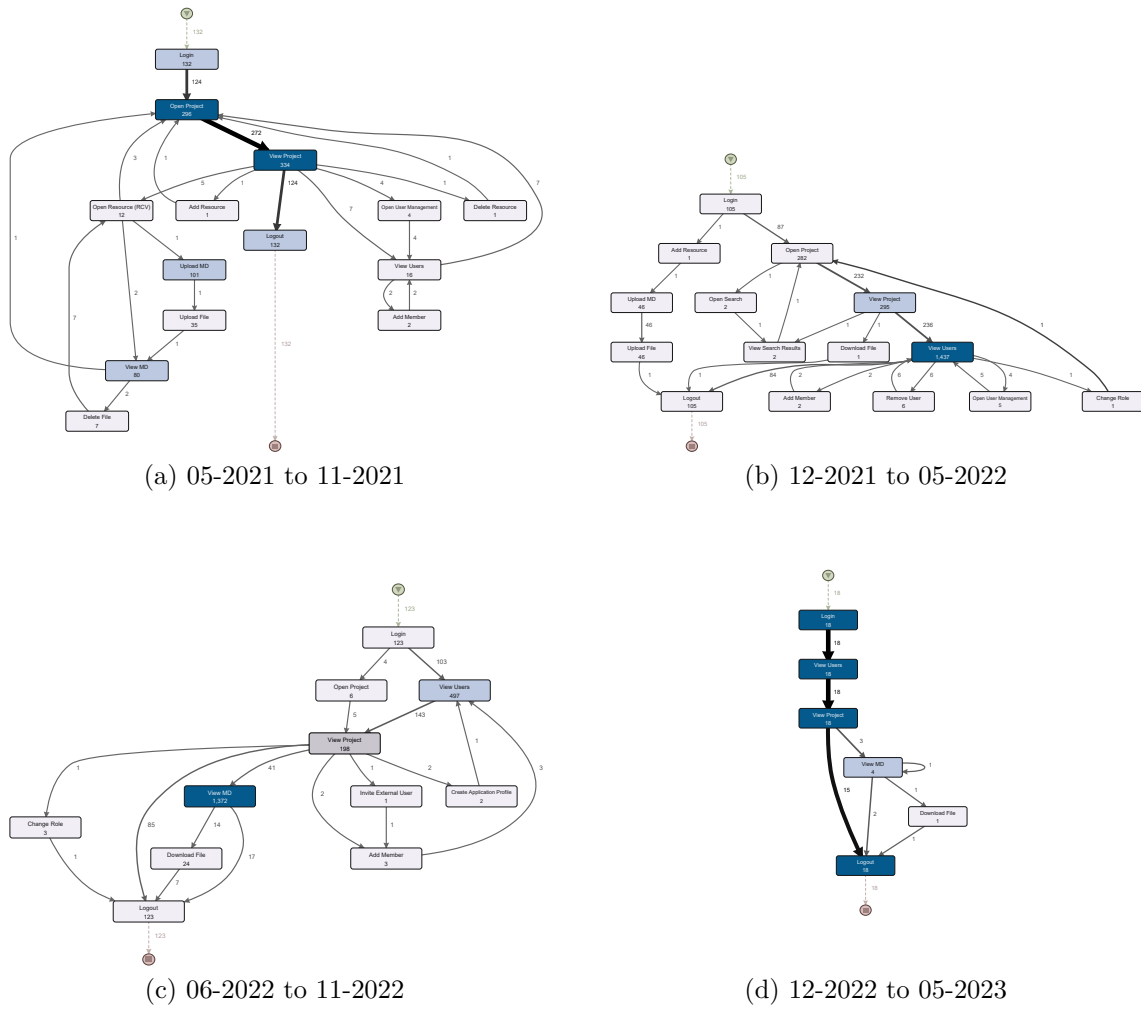 132
Login
132
124
Open Project
296
272
View Project
334
1
3
1
5
1
124
7
4
1
1
7
Open Resource (RCV)
12
Add Resource
1
Open User Management
4
Delete Resource
1
Logout
132
1
4
Upload MD
101
View Users
16
7
2
1
2
2
Upload File
35
Add Member
2
1
132
View MD
80
2
Delete File
7
(a) 05-2021 to 11-2021
105
Login
105
1
87
Add Resource
1
Open Project
282
1
1
232
1
Upload MD
46
Open Search
2
View Project
295
46
1
1
1
236
1
Upload File
46
View Search Results
2
Download File
1
View Users
1,437
1
1
84
2
2
6
6
5
4
1
Logout
105
Add Member
2
Remove User
6
Open User Management
5
Change Role
1
105
(b) 12-2021 to 05-2022
123
Login
123
4
103
Open Project
6
View Users
497
5
143
View Project
198
1
85
41
2
1
2
1
3
View MD
1,372
Invite External User
1
Create Application Profile
2
Change Role
3
14
17
1
Download File
24
Add Member
3
1
7
Logout
123
123
(c) 06-2022 to 11-2022
18
Login
18
18
View Users
18
18
View Project
18
3
15
View MD
4
1
2
1
Download File
1
1
Logout
18
18
(d) 12-2022 to 05-2023